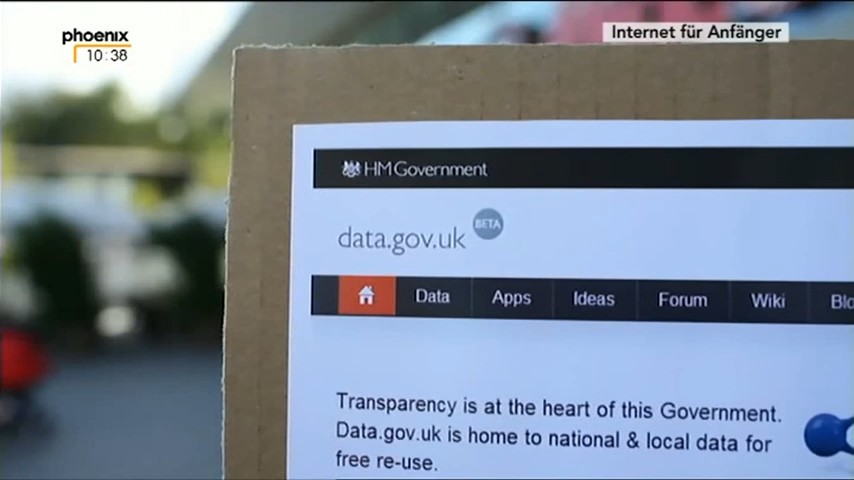 phoenix
10:38
Internet für Anfänger
HM Government
data.gov.uk BETA
Data Apps Ideas Forum Wiki
Transparency is at the heart of this Government.
Data.gov.uk is home to national & local data for
free re-use.